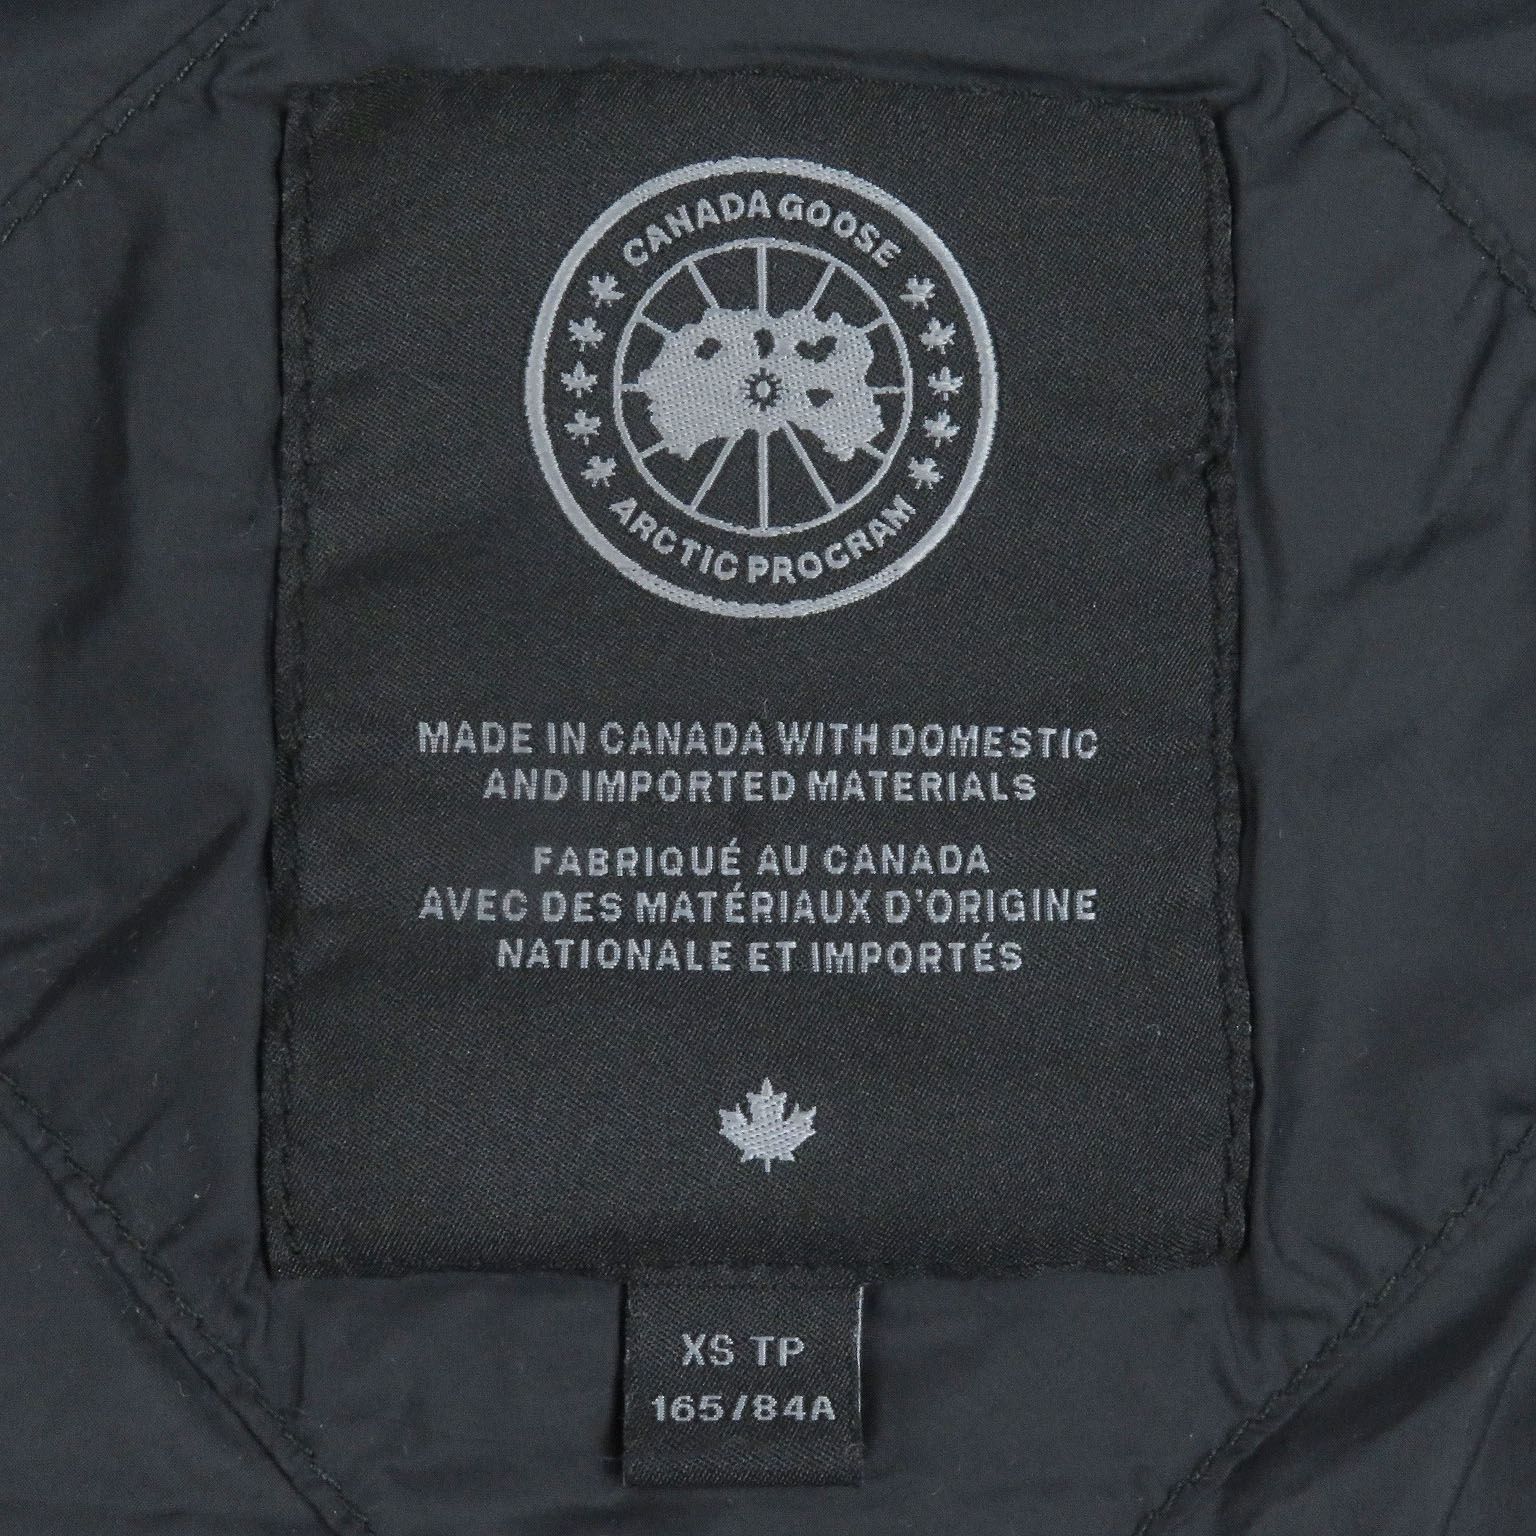 CANADA GOOSE
ARCTIC PROGRAM
MADE IN CANADA WITH DOMESTIC
AND IMPORTED MATERIALS
FABRIQUÉ AU CANADA
AVEC DES MATÉRIAUX D'ORIGINE
NATIONALE ET IMPORTÉS
XS TP
165/84A